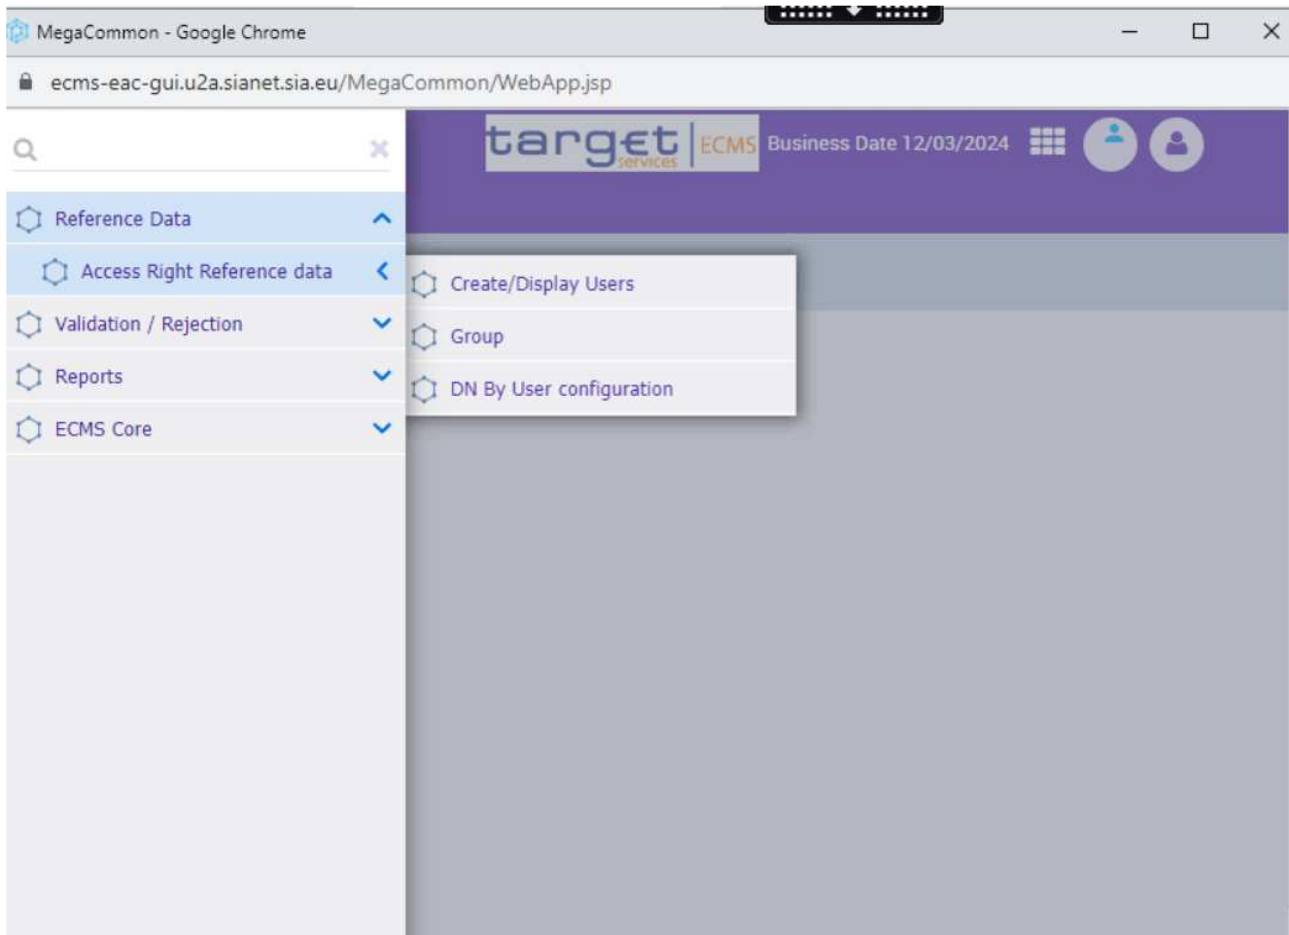 MegaCommon - Google Chrome
ecms-eac-gui.u2a.sianet.sia.eu/MegaCommon/WebApp.jsp
target services | ECMS Business Date 12/03/2024
Reference Data
Access Right Reference data
Create/Display Users
Validation / Rejection
Group
Reports
DN By User configuration
ECMS Core